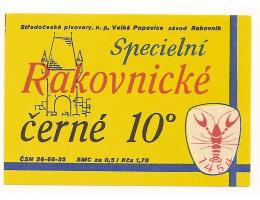 Středočeské pivovary, n. p, Velké Popovice závod Rakovník
Specielní
Rakovnické
černé 10°
1454
ČSN 56-66-35 SMC za 0,5 l Kčs 1,70